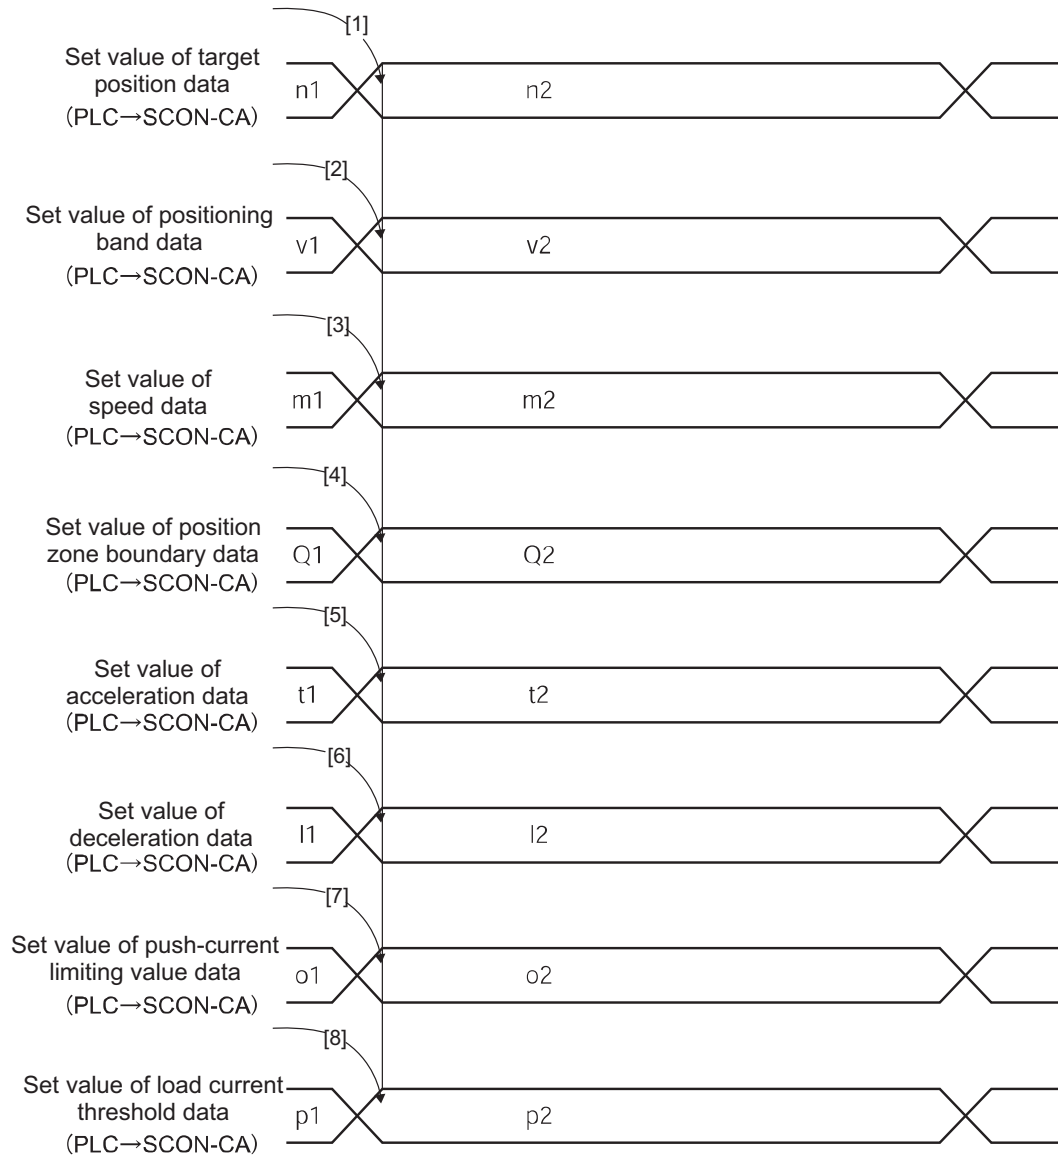 [1]
Set value of target
position data
(PLC→SCON-CA)
n1
n2
[2]
Set value of positioning
band data
(PLC→SCON-CA)
v1
v2
[3]
Set value of
speed data
(PLC→SCON-CA)
m1
m2
[4]
Set value of position
zone boundary data
(PLC→SCON-CA)
Q1
Q2
[5]
Set value of
acceleration data
(PLC→SCON-CA)
t1
t2
[6]
Set value of
deceleration data
(PLC→SCON-CA)
l1
l2
[7]
Set value of push-current
limiting value data
(PLC→SCON-CA)
o1
o2
[8]
Set value of load current
threshold data
(PLC→SCON-CA)
p1
p2